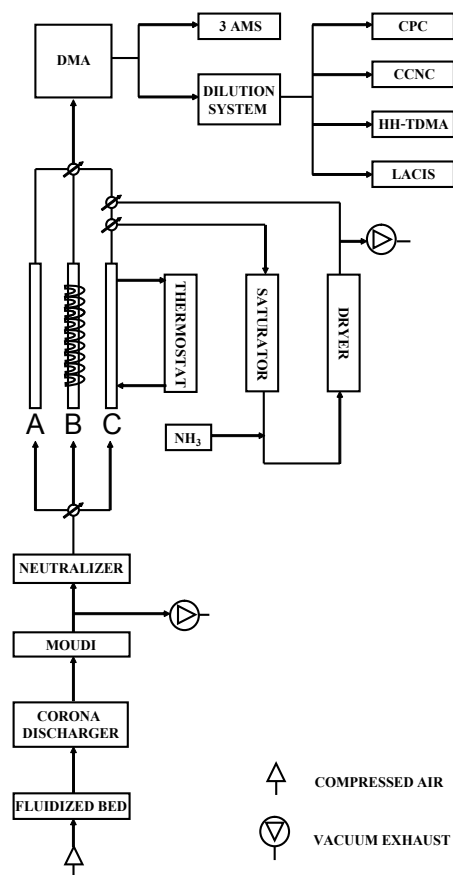 3 AMS
CPC
DMA
DILUTION
SYSTEM
CCNC
HH-TDMA
LACIS
THERMOSTAT
SATURATOR
DRYER
A B C
NH₃
NEUTRALIZER
MOUDI
CORONA
DISCHARGER
FLUIDIZED BED
COMPRESSED AIR
VACUUM EXHAUST